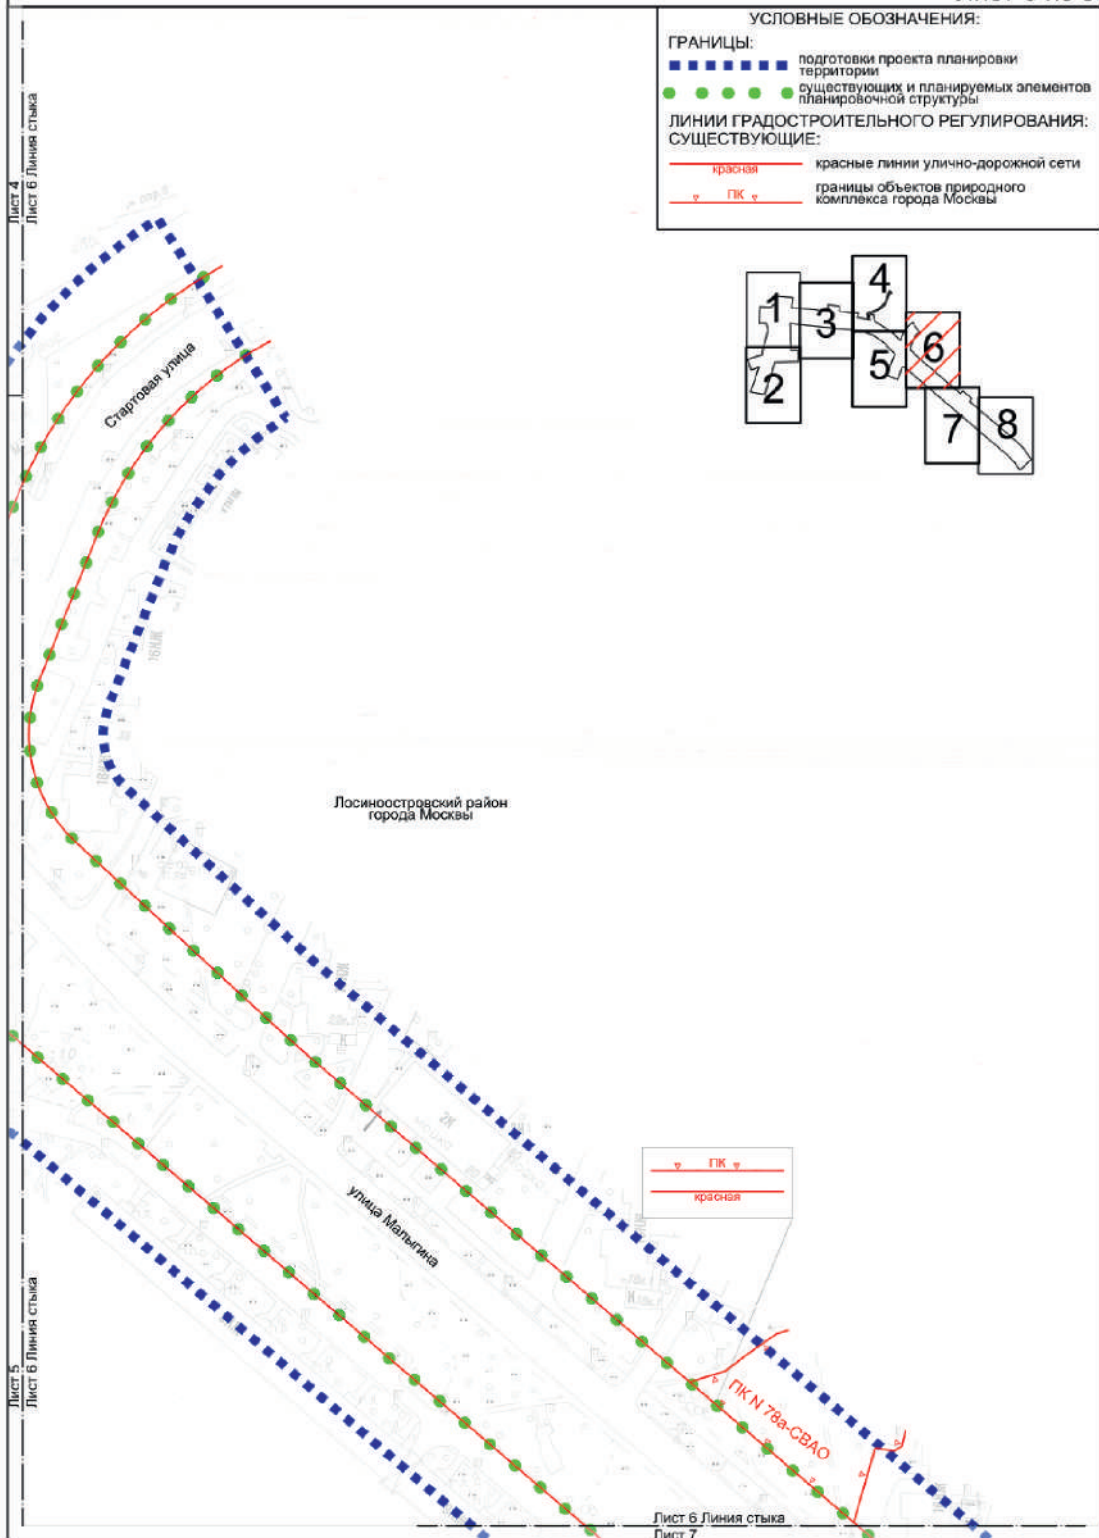 УСЛОВНЫЕ ОБОЗНАЧЕНИЯ:
ГРАНИЦЫ:
подготовки проекта планировки
территории
существующих и планируемых элементов
планировочной структуры
ЛИНИИ ГРАДОСТРОИТЕЛЬНОГО РЕГУЛИРОВАНИЯ:
СУЩЕСТВУЮЩИЕ:
красная
красные линии улично-дорожной сети
ПК
границы объектов природного
комплекса города Москвы
Лист 4
Лист 6 Линия стыка
1
2
3
4
5
6
7
8
Стартовая улица
16КЖ
Лосиноостровский район
города Москвы
2К
улица Малыгина
ПК
красная
ПК N 78а-СВАО
Лист 5
Лист 6 Линия стыка
Лист 6 Линия стыка
Лист 7